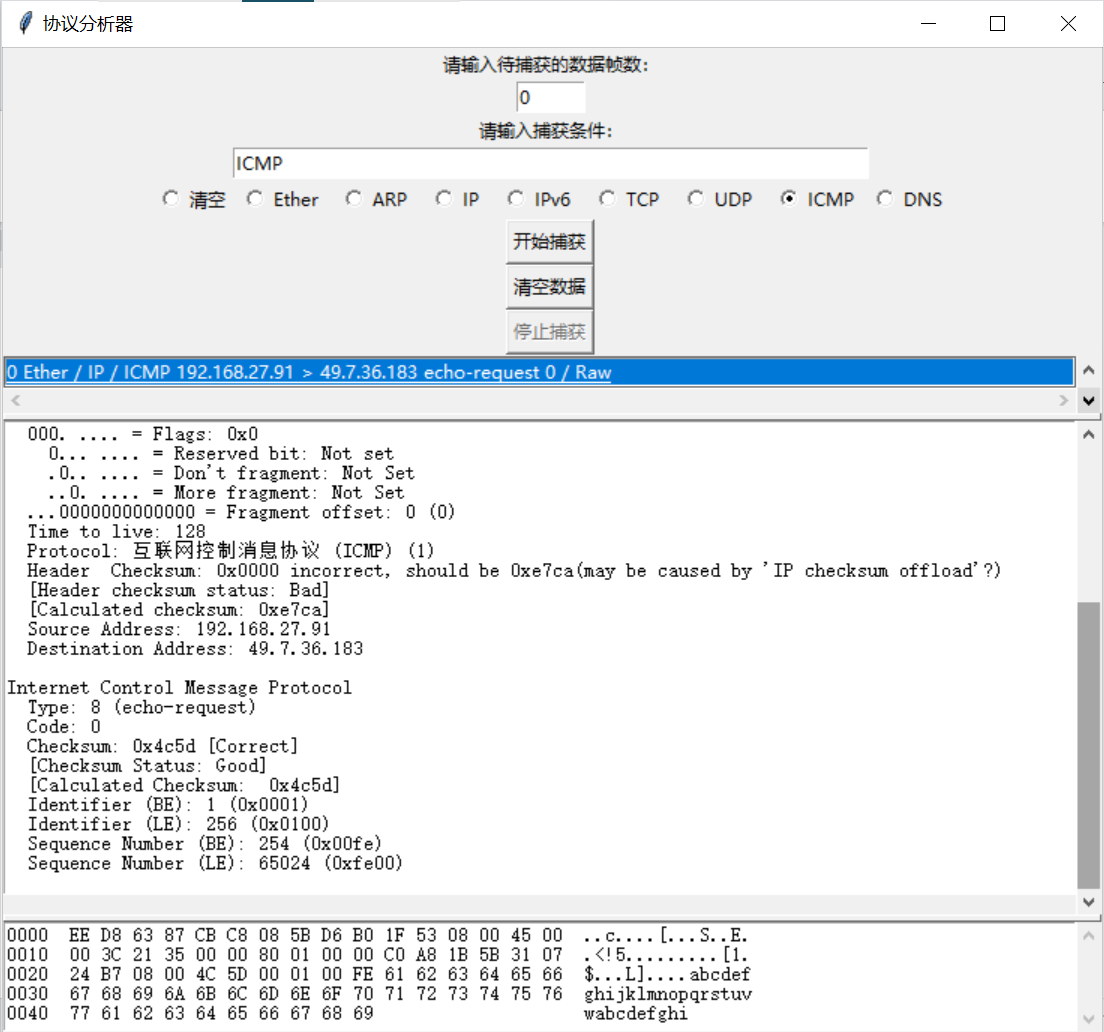 协议分析器
请输入待捕获的数据帧数:
0
请输入捕获条件:
ICMP
清空 Ether ARP IP IPv6 TCP UDP ICMP DNS
开始捕获
清空数据
停止捕获
0 Ether / IP / ICMP 192.168.27.91 > 49.7.36.183 echo-request 0 / Raw
000. .... = Flags: 0x0
0... .... = Reserved bit: Not set
.0.. .... = Don't fragment: Not Set
..0. .... = More fragment: Not Set
...0000000000000 = Fragment offset: 0 (0)
Time to live: 128
Protocol: 互联网控制消息协议 (ICMP) (1)
Header  Checksum: 0x0000 incorrect, should be 0xe7ca(may be caused by 'IP checksum offload'?)
[Header checksum status: Bad]
[Calculated checksum: 0xe7ca]
Source Address: 192.168.27.91
Destination Address: 49.7.36.183
Internet Control Message Protocol
Type: 8 (echo-request)
Code: 0
Checksum: 0x4c5d [Correct]
[Checksum Status: Good]
[Calculated Checksum:  0x4c5d]
Identifier (BE): 1 (0x0001)
Identifier (LE): 256 (0x0100)
Sequence Number (BE): 254 (0x00fe)
Sequence Number (LE): 65024 (0xfe00)
0000  EE D8 63 87 CB C8 08 5B D6 B0 1F 53 08 00 45 00  ..c....[...S..E.
0010  00 3C 21 35 00 00 80 01 00 00 C0 A8 1B 5B 31 07  .<!5.........[1.
0020  24 B7 08 00 4C 5D 00 01 00 FE 61 62 63 64 65 66  $...L]....abcdef
0030  67 68 69 6A 6B 6C 6D 6E 6F 70 71 72 73 74 75 76  ghijklmnopqrstuv
0040  77 61 62 63 64 65 66 67 68 69  wabcdefghi